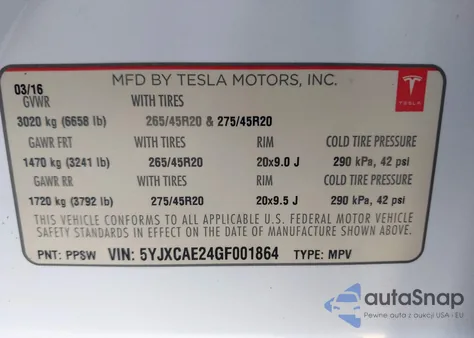 MFD BY TESLA MOTORS, INC.
03/16
GVWR WITH TIRES
3020 kg (6658 lb) 265/45R20 & 275/45R20
GAWR FRT WITH TIRES RIM COLD TIRE PRESSURE
1470 kg (3241 lb) 265/45R20 20x9.0 J 290 kPa, 42 psi
GAWR RR WITH TIRES RIM COLD TIRE PRESSURE
1720 kg (3792 lb) 275/45R20 20x9.5 J 290 kPa, 42 psi
THIS VEHICLE CONFORMS TO ALL APPLICABLE U.S. FEDERAL MOTOR VEHICLE
SAFETY STANDARDS IN EFFECT ON THE DATE OF MANUFACTURE SHOWN ABOVE.
PNT: PPSW VIN: 5YJXCAE24GF001864 TYPE: MPV
TESLA
autoSnap
Pewne auta z aukcji USA - EU